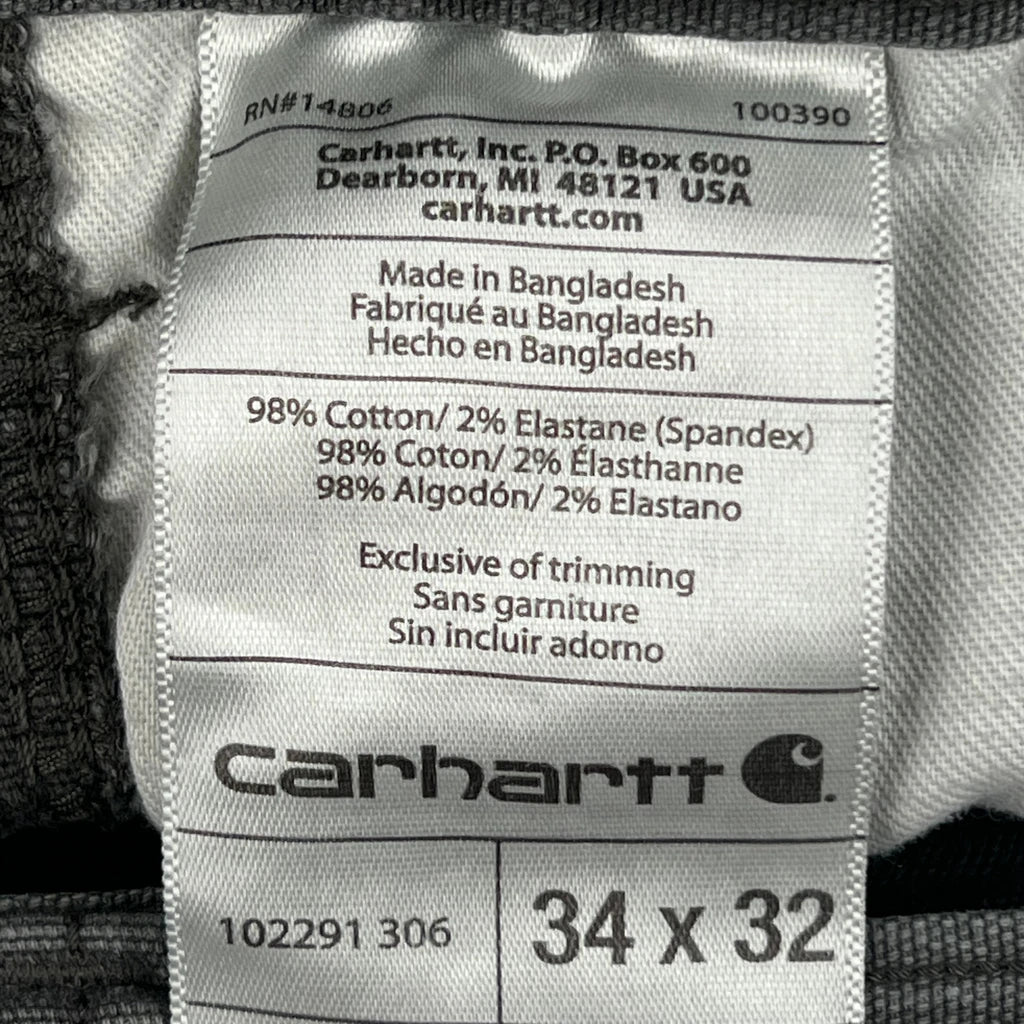 RN#14806 100390
Carhartt, Inc. P.O. Box 600
Dearborn, MI 48121 USA
carhartt.com
Made in Bangladesh
Fabriqué au Bangladesh
Hecho en Bangladesh
98% Cotton/ 2% Elastane (Spandex)
98% Coton/ 2% Élasthanne
98% Algodón/ 2% Elastano
Exclusive of trimming
Sans garniture
Sin incluir adorno
carhartt
102291 306 34 x 32